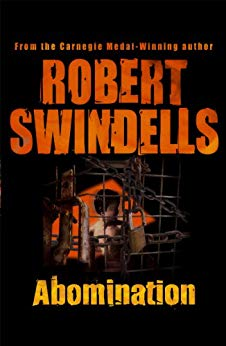 From the Carnegie Medal-Winning author
ROBERT
SWINDELLS
Abomination